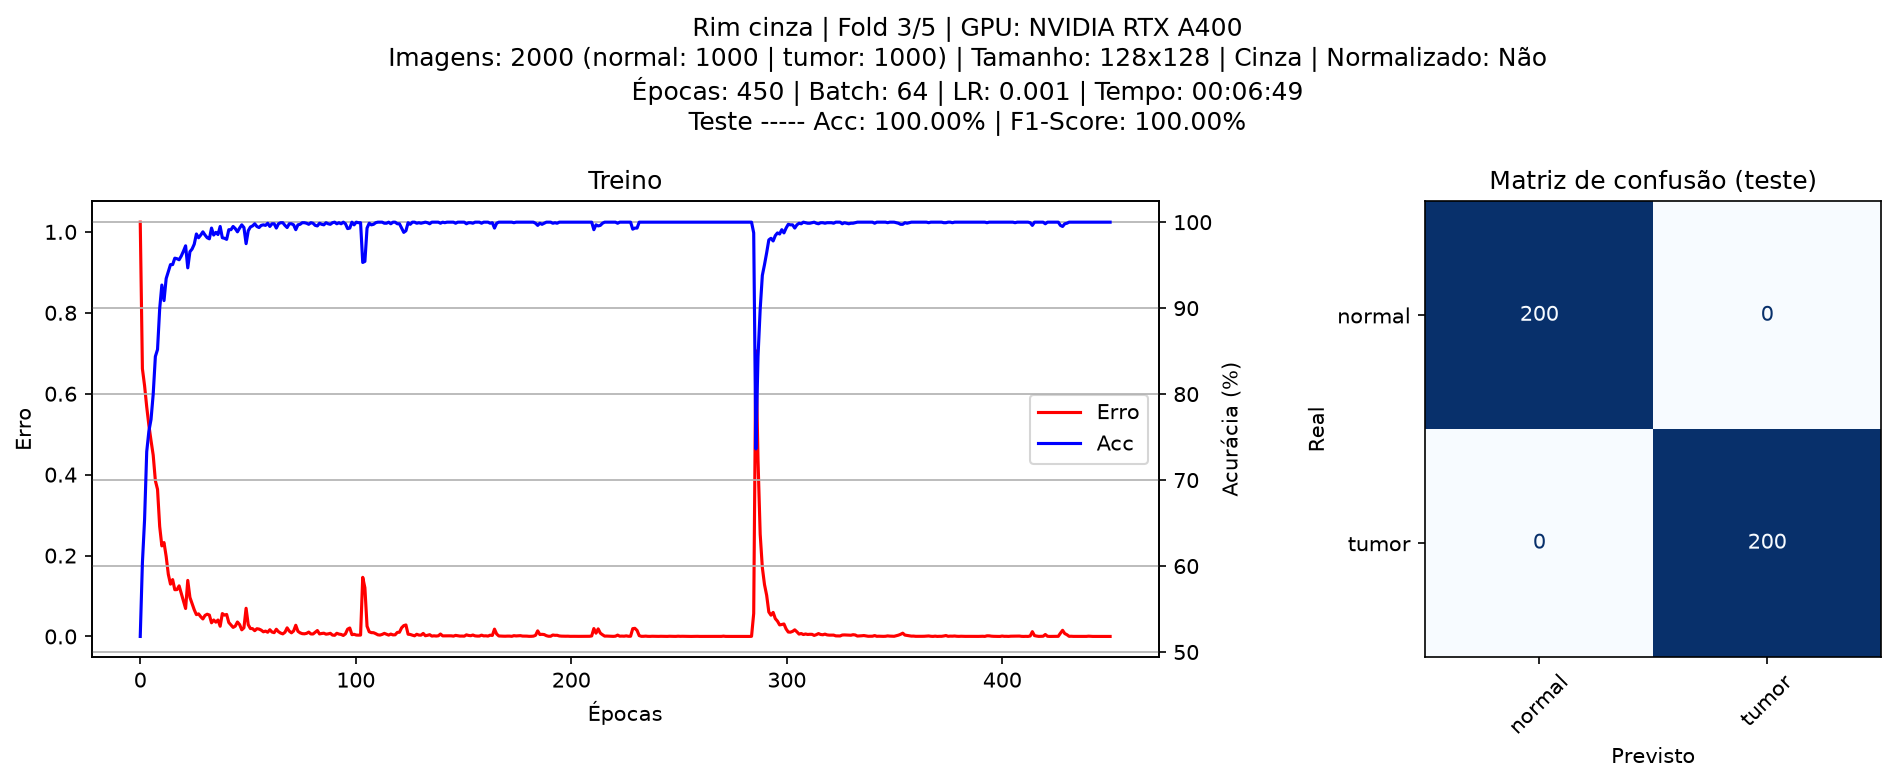 Rim cinza | Fold 3/5 | GPU: NVIDIA RTX A400
Imagens: 2000 (normal: 1000 | tumor: 1000) | Tamanho: 128x128 | Cinza | Normalizado: Não
Épocas: 450 | Batch: 64 | LR: 0.001 | Tempo: 00:06:49
Teste ----- Acc: 100.00% | F1-Score: 100.00%
Treino
1.0
0.8
0.6
0.4
0.2
0.0
Erro
0
100
200
300
400
Épocas
100
90
80
70
60
50
Acurácia (%)
Erro
Acc
Matriz de confusão (teste)
normal
tumor
Real
200
0
0
200
normal
tumor
Previsto